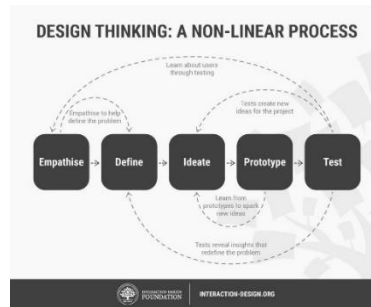 DESIGN THINKING: A NON-LINEAR PROCESS
Learn about users
through testing
Empathise to help
define the problem
Tests create new
ideas for the project
Empathise
Define
Ideate
Prototype
Test
Learn from
prototypes to spark
new ideas
Tests reveal insights that
redefine the problem
INTERACTION DESIGN
FOUNDATION
INTERACTION-DESIGN.ORG